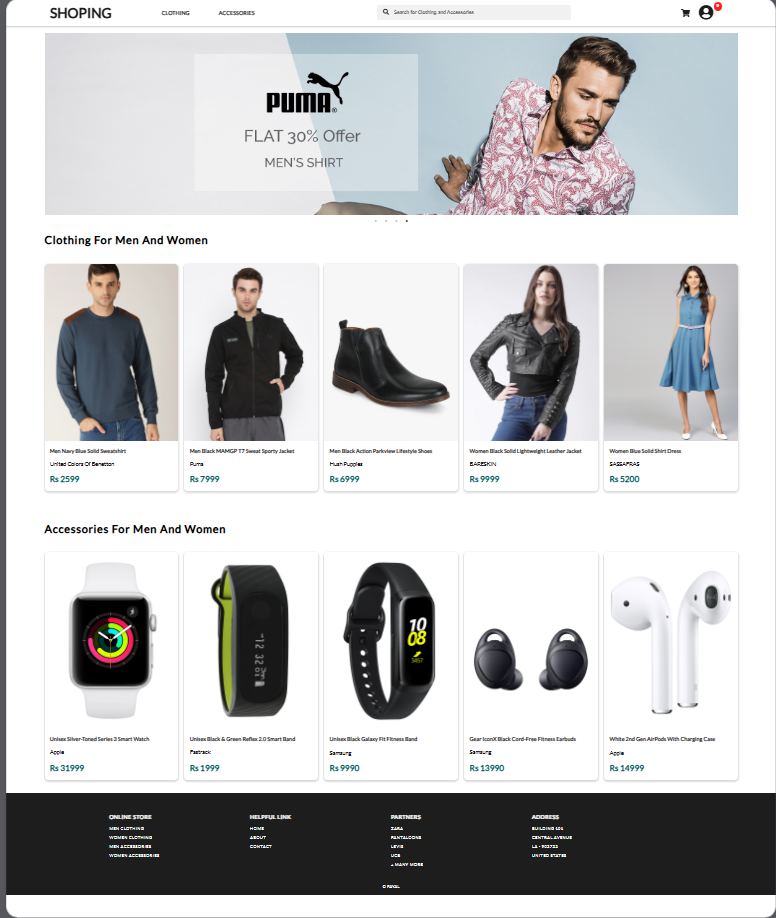 SHOPING
CLOTHING
ACCESSORIES
Search for Clothing, and Accessories
PUMA
FLAT 30% Offer
MEN'S SHIRT
Clothing For Men And Women
Men Navy Blue Solid Sweatshirt
United Colors Of Benetton
Rs 2599
Men Black MAMGP T7 Sweat Sporty Jacket
Puma
Rs 7999
Men Black Action Parkview Lifestyle Shoes
Hush Puppies
Rs 6999
Women Black Solid Lightweight Leather Jacket
BARESKIN
Rs 9999
Women Blue Solid Shirt Dress
SASSAFRAS
Rs 5200
Accessories For Men And Women
10
08
Unisex Silver-Toned Series 3 Smart Watch
Apple
Rs 31999
Unisex Black & Green Reflex 2.0 Smart Band
Fastrack
Rs 1999
Unisex Black Galaxy Fit Fitness Band
Samsung
Rs 9990
Gear IconX Black Cord-Free Fitness Earbuds
Samsung
Rs 13990
White 2nd Gen AirPods With Charging Case
Apple
Rs 14999
ONLINE STORE
MEN CLOTHING
WOMEN CLOTHING
MEN ACCESSORIES
WOMEN ACCESSORIES
HELPFUL LINK
HOME
ABOUT
CONTACT
PARTNERS
ZARA
PANTALOONS
LEVIS
UCB
+ MANY MORE
ADDRESS
CENTRAL AVENUE
UNITED STATES